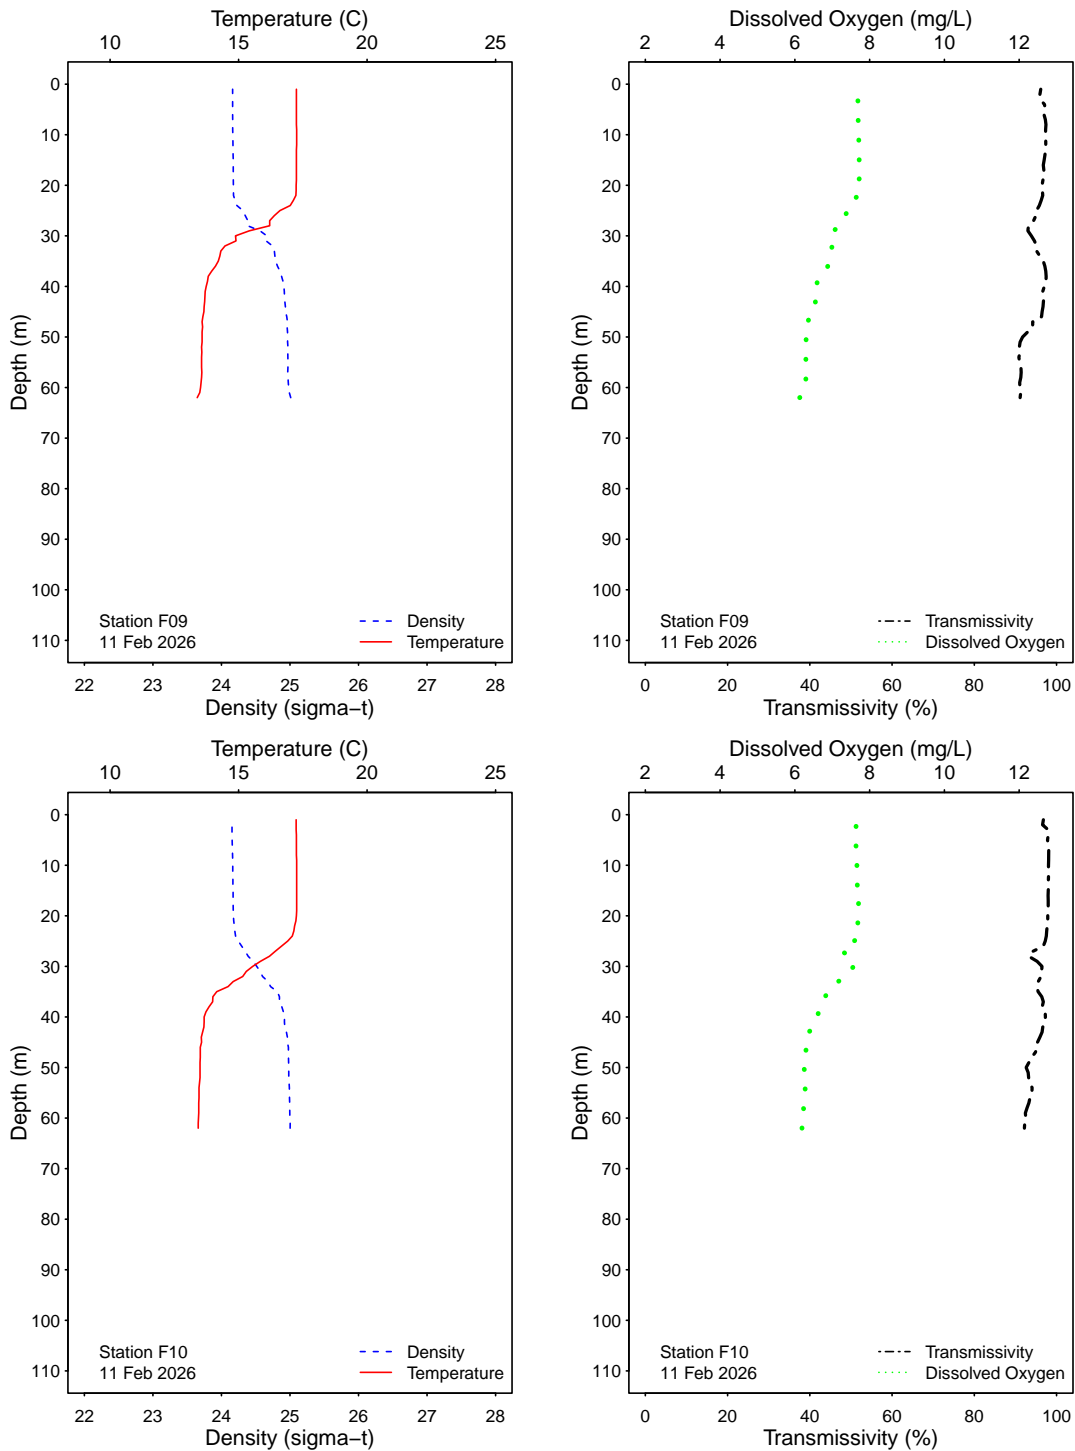 Temperature (C)
10 15 20 25
0
10
20
30
40
50
60
70
80
90
100
110
Depth (m)
Station F09
11 Feb 2026
Density
Temperature
22 23 24 25 26 27 28
Density (sigma−t)
Dissolved Oxygen (mg/L)
2 4 6 8 10 12
0
10
20
30
40
50
60
70
80
90
100
110
Depth (m)
Station F09
11 Feb 2026
Transmissivity
Dissolved Oxygen
0 20 40 60 80 100
Transmissivity (%)
Temperature (C)
10 15 20 25
0
10
20
30
40
50
60
70
80
90
100
110
Depth (m)
Station F10
11 Feb 2026
Density
Temperature
22 23 24 25 26 27 28
Density (sigma−t)
Dissolved Oxygen (mg/L)
2 4 6 8 10 12
0
10
20
30
40
50
60
70
80
90
100
110
Depth (m)
Station F10
11 Feb 2026
Transmissivity
Dissolved Oxygen
0 20 40 60 80 100
Transmissivity (%)